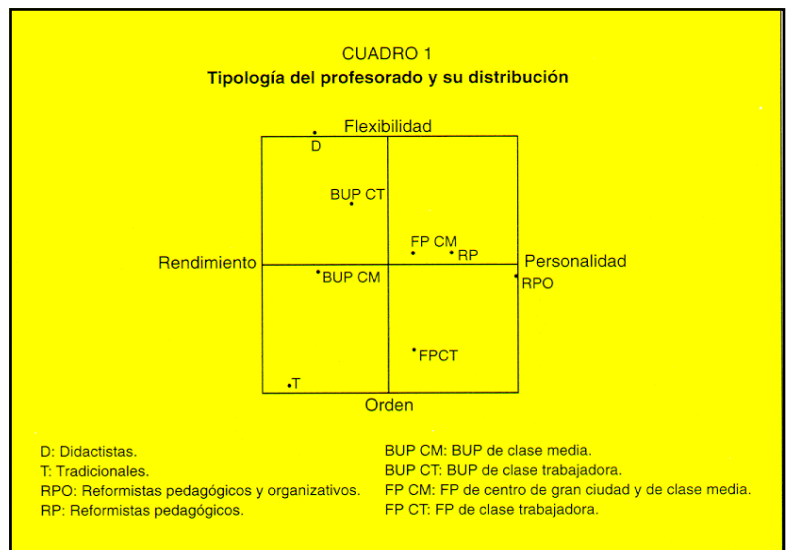 CUADRO 1
Tipología del profesorado y su distribución
Flexibilidad
D
BUP CT
FP CM
RP
Rendimiento
Personalidad
BUP CM
RPO
FPCT
T
Orden
D: Didactistas.
T: Tradicionales.
RPO: Reformistas pedagógicos y organizativos.
RP: Reformistas pedagógicos.
BUP CM: BUP de clase media.
BUP CT: BUP de clase trabajadora.
FP CM: FP de centro de gran ciudad y de clase media.
FP CT: FP de clase trabajadora.